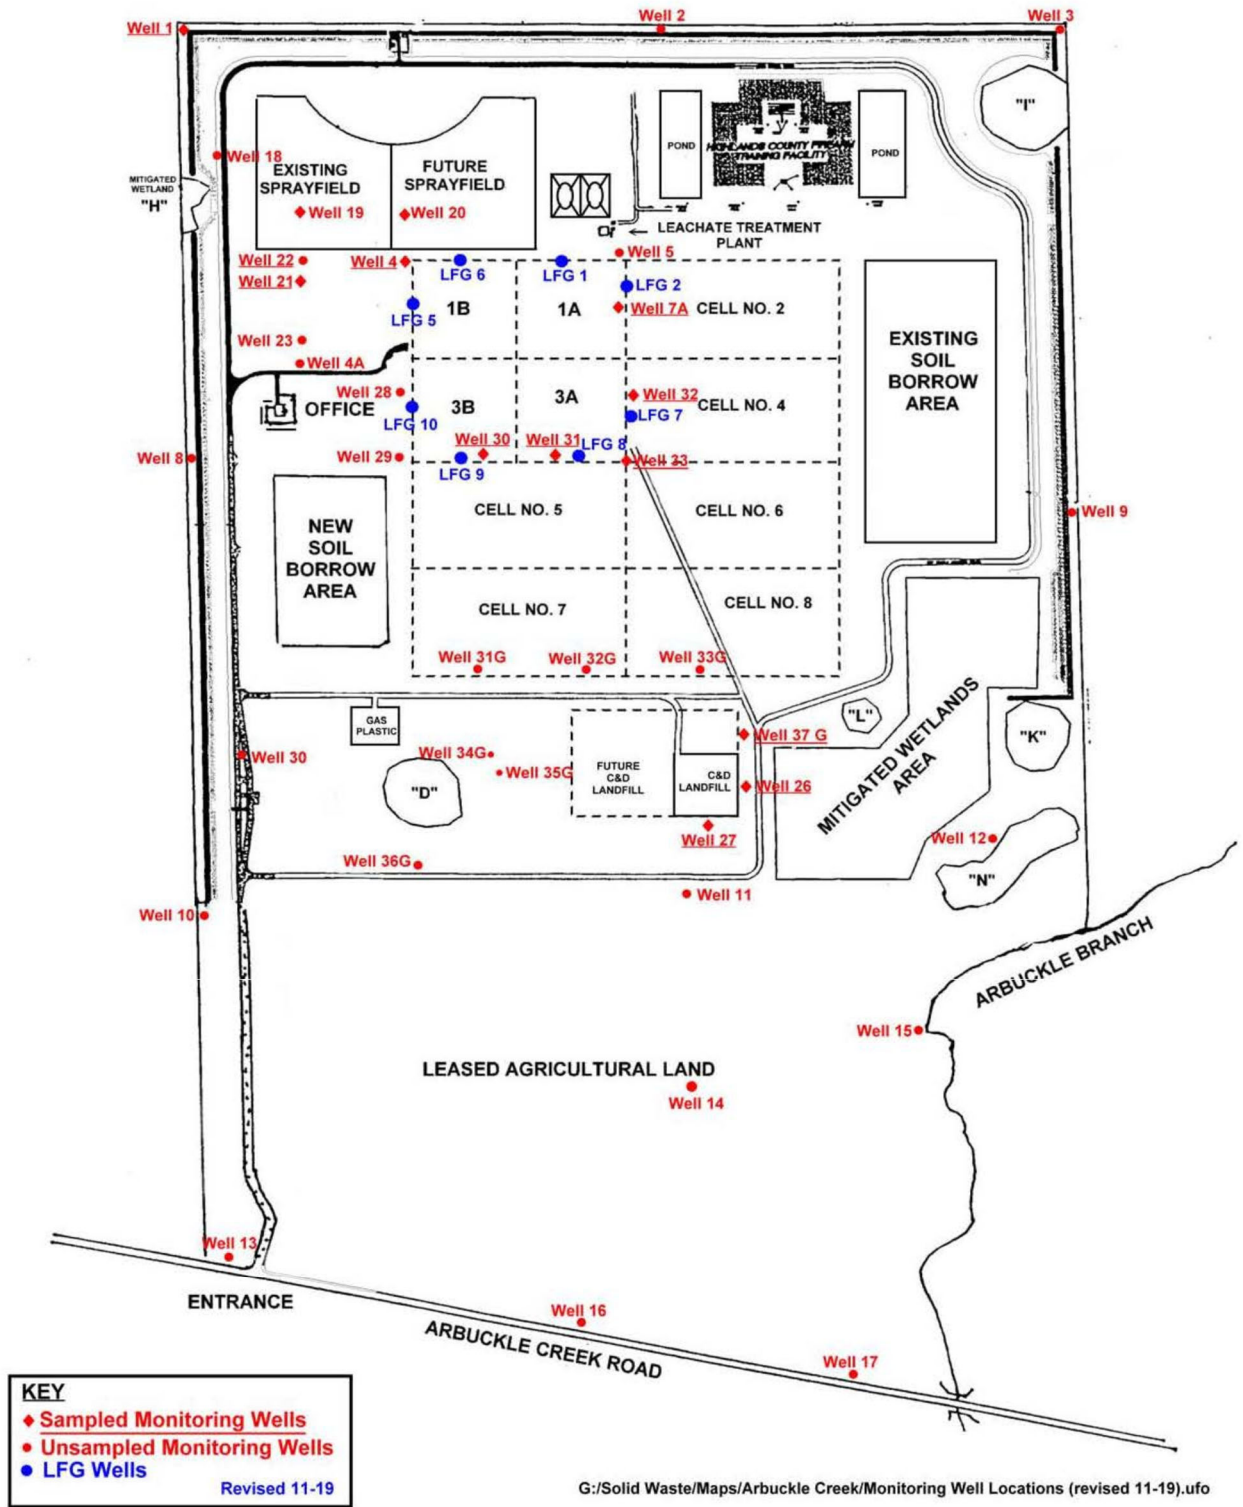 Well 1
Well 2
Well 3
"I"
Well 18
MITIGATED
WETLAND
"H"
EXISTING
SPRAYFIELD
FUTURE
SPRAYFIELD
POND
HIGHLANDS COUNTY FIREARM
TRAINING FACILITY
POND
Well 19
Well 20
LEACHATE TREATMENT
PLANT
Well 22
Well 4
Well 5
LFG 6
LFG 1
Well 21
LFG 2
LFG 5
1B
1A
Well 7A
CELL NO. 2
Well 23
Well 4A
EXISTING
SOIL
BORROW
AREA
Well 28
OFFICE
LFG 10
3B
3A
Well 32
LFG 7
CELL NO. 4
Well 30
Well 31
LFG 8
Well 8
Well 29
LFG 9
Well 33
NEW
SOIL
BORROW
AREA
CELL NO. 5
CELL NO. 6
Well 9
CELL NO. 7
CELL NO. 8
Well 31G
Well 32G
Well 33G
GAS
PLASTIC
"L"
"K"
Well 37 G
MITIGATED WETLANDS
AREA
Well 30
Well 34G
Well 35G
"D"
FUTURE
C&D
LANDFILL
C&D
LANDFILL
Well 26
Well 27
Well 12
"N"
Well 36G
Well 11
Well 10
ARBUCKLE BRANCH
Well 15
LEASED AGRICULTURAL LAND
Well 14
Well 13
ENTRANCE
Well 16
ARBUCKLE CREEK ROAD
Well 17
KEY
Sampled Monitoring Wells
Unsampled Monitoring Wells
LFG Wells
Revised 11-19
G:/Solid Waste/Maps/Arbuckle Creek/Monitoring Well Locations (revised 11-19).ufo